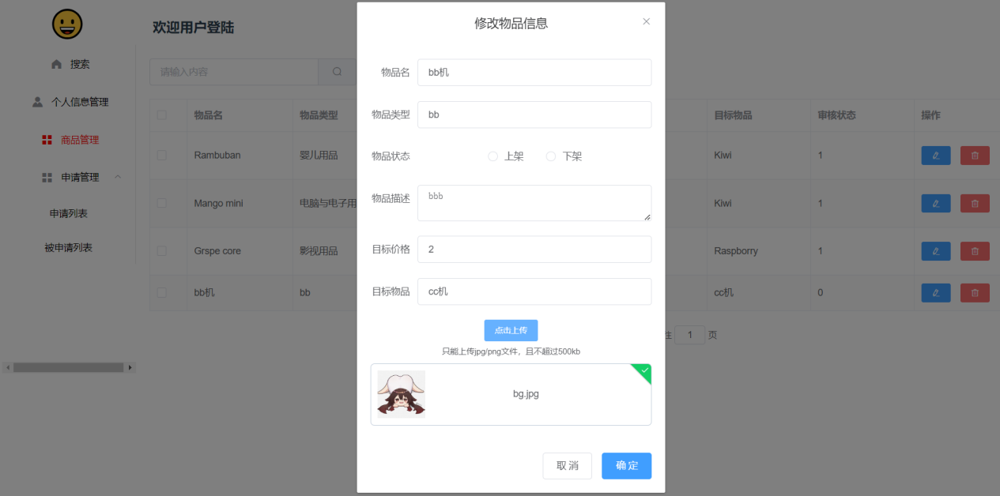 欢迎用户登陆
搜索
个人信息管理
商品管理
申请管理
申请列表
被申请列表
请输入内容
物品名 物品类型 目标物品 审核状态 操作
Rambuban 婴儿用品 Kiwi 1
Mango mini 电脑与电子用 Kiwi 1
Grspe core 影视用品 Raspborry 1
bb机 bb cc机 0
往 1 页
修改物品信息
物品名 bb机
物品类型 bb
物品状态 上架 下架
物品描述 bbb
目标价格 2
目标物品 cc机
点击上传
只能上传jpg/png文件，且不超过500kb
bg.jpg
取 消 确 定